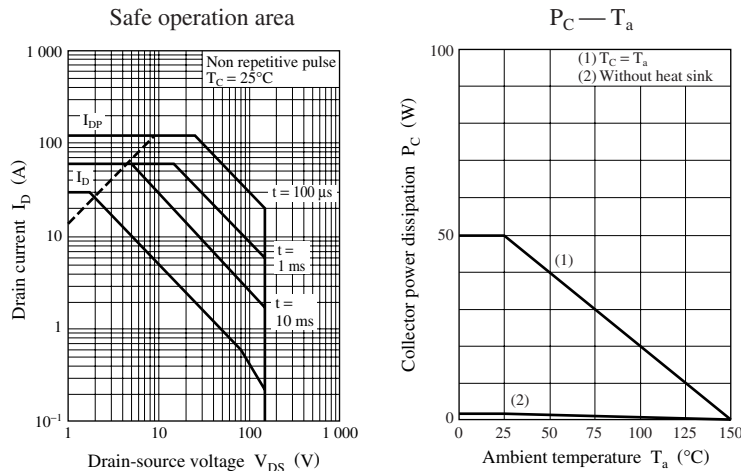 Safe operation area
1 000
100
10
1
10⁻¹
Drain current I_D (A)
Non repetitive pulse
T_C = 25°C
I_DP
I_D
t = 100 µs
t =
1 ms
t =
10 ms
1
10
100
1 000
Drain-source voltage V_DS (V)
P_C — T_a
100
50
0
Collector power dissipation P_C (W)
(1) T_C = T_a
(2) Without heat sink
(1)
(2)
0
25
50
75
100
125
150
Ambient temperature T_a (°C)